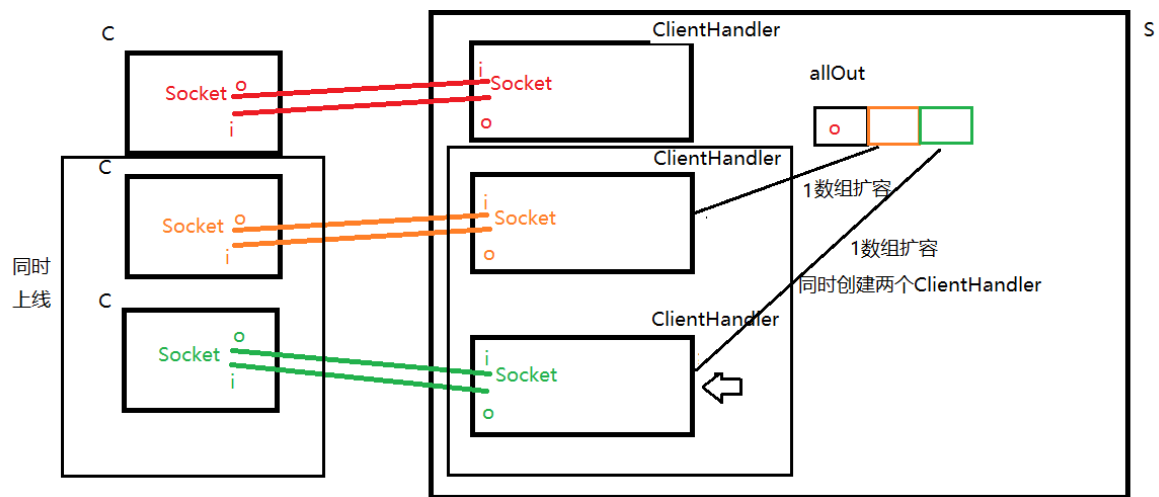 C
ClientHandler
S
o
Socket
i
i
Socket
o
allOut
o
C
ClientHandler
o
Socket
i
i
Socket
o
1数组扩容
1数组扩容
同时
上线
同时创建两个ClientHandler
C
ClientHandler
o
Socket
i
i
Socket
o